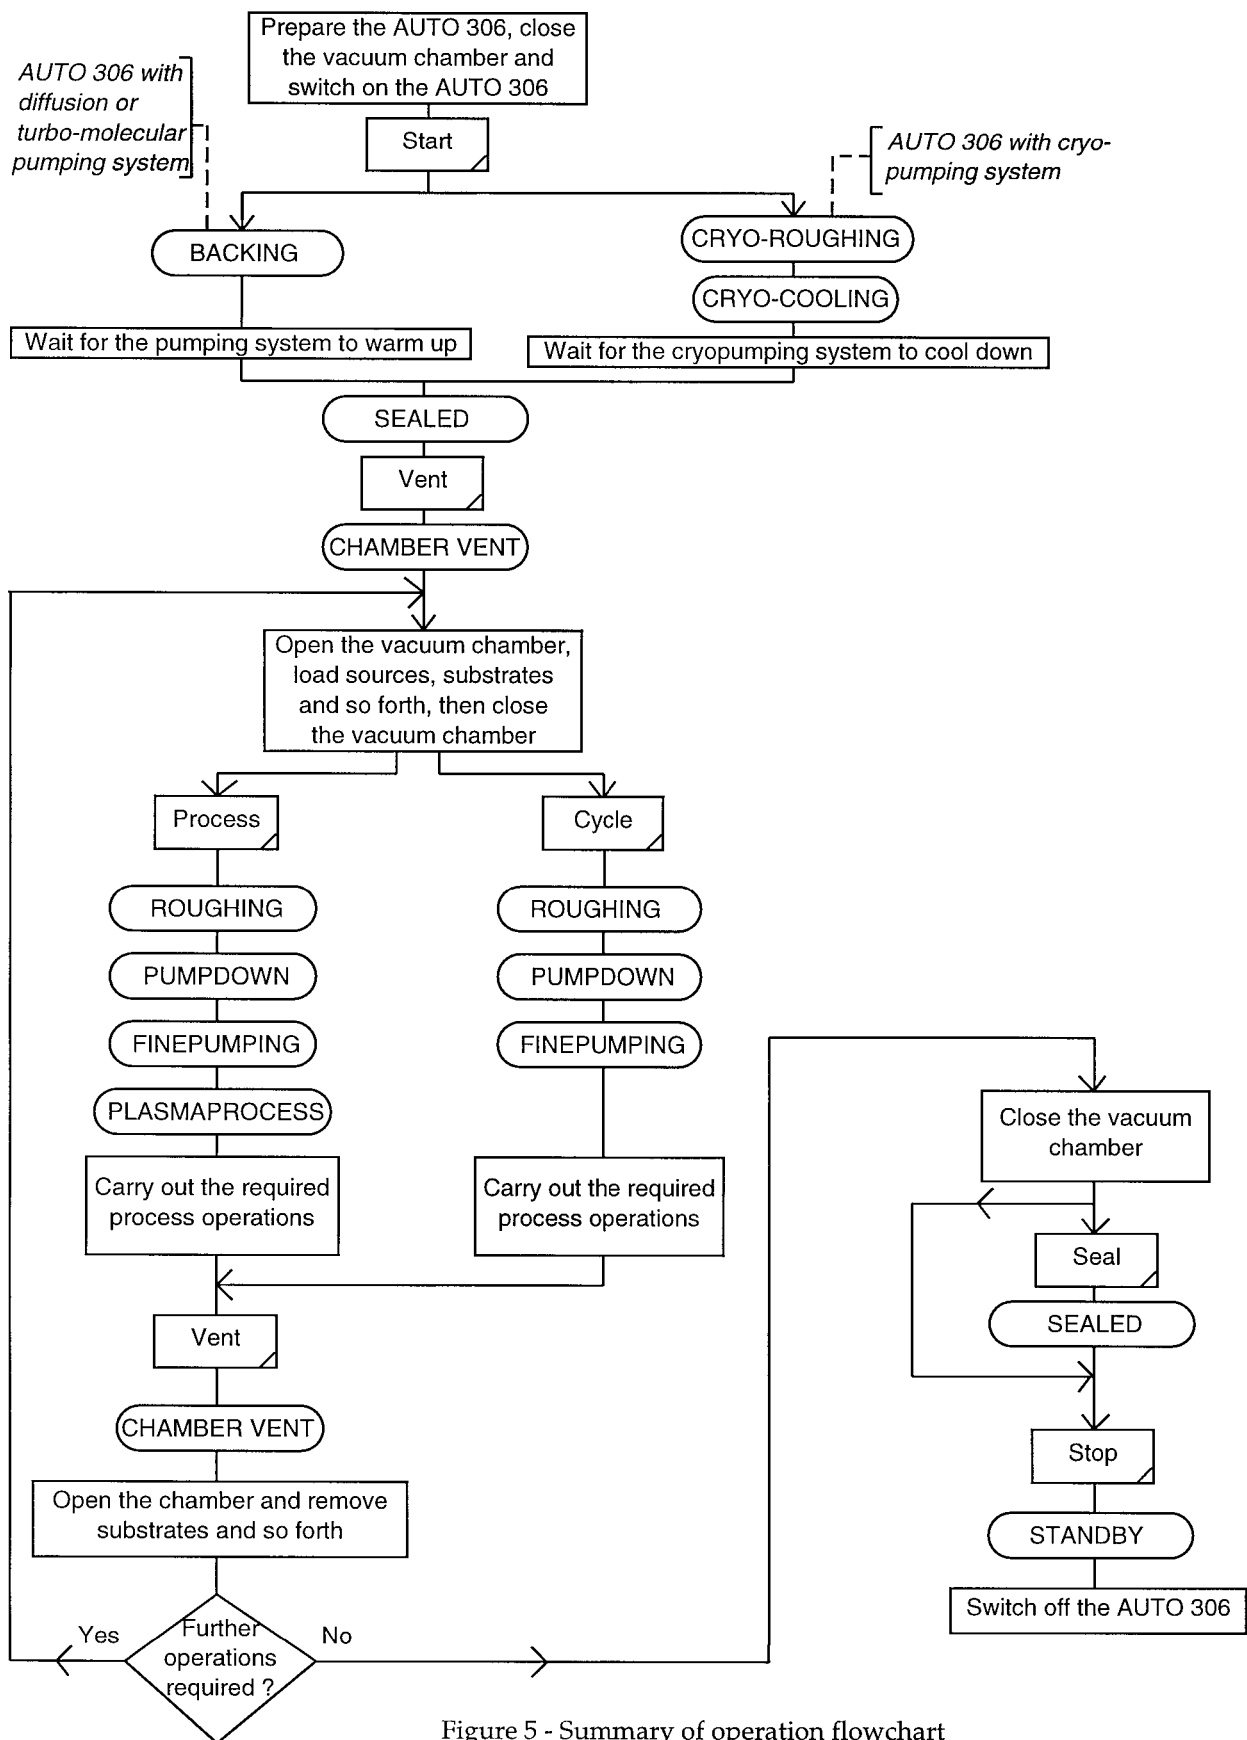 Prepare the AUTO 306, close
the vacuum chamber and
switch on the AUTO 306
AUTO 306 with
diffusion or
turbo-molecular
pumping system
Start
AUTO 306 with cryo-
pumping system
BACKING
CRYO-ROUGHING
CRYO-COOLING
Wait for the pumping system to warm up
Wait for the cryopumping system to cool down
SEALED
Vent
CHAMBER VENT
Open the vacuum chamber,
load sources, substrates
and so forth, then close
the vacuum chamber
Process
ROUGHING
PUMPDOWN
FINEPUMPING
PLASMAPROCESS
Carry out the required
process operations
Cycle
ROUGHING
PUMPDOWN
FINEPUMPING
Carry out the required
process operations
Vent
CHAMBER VENT
Open the chamber and remove
substrates and so forth
Further
operations
required ?
Yes
No
Close the vacuum
chamber
Seal
SEALED
Stop
STANDBY
Switch off the AUTO 306
Figure 5 - Summary of operation flowchart